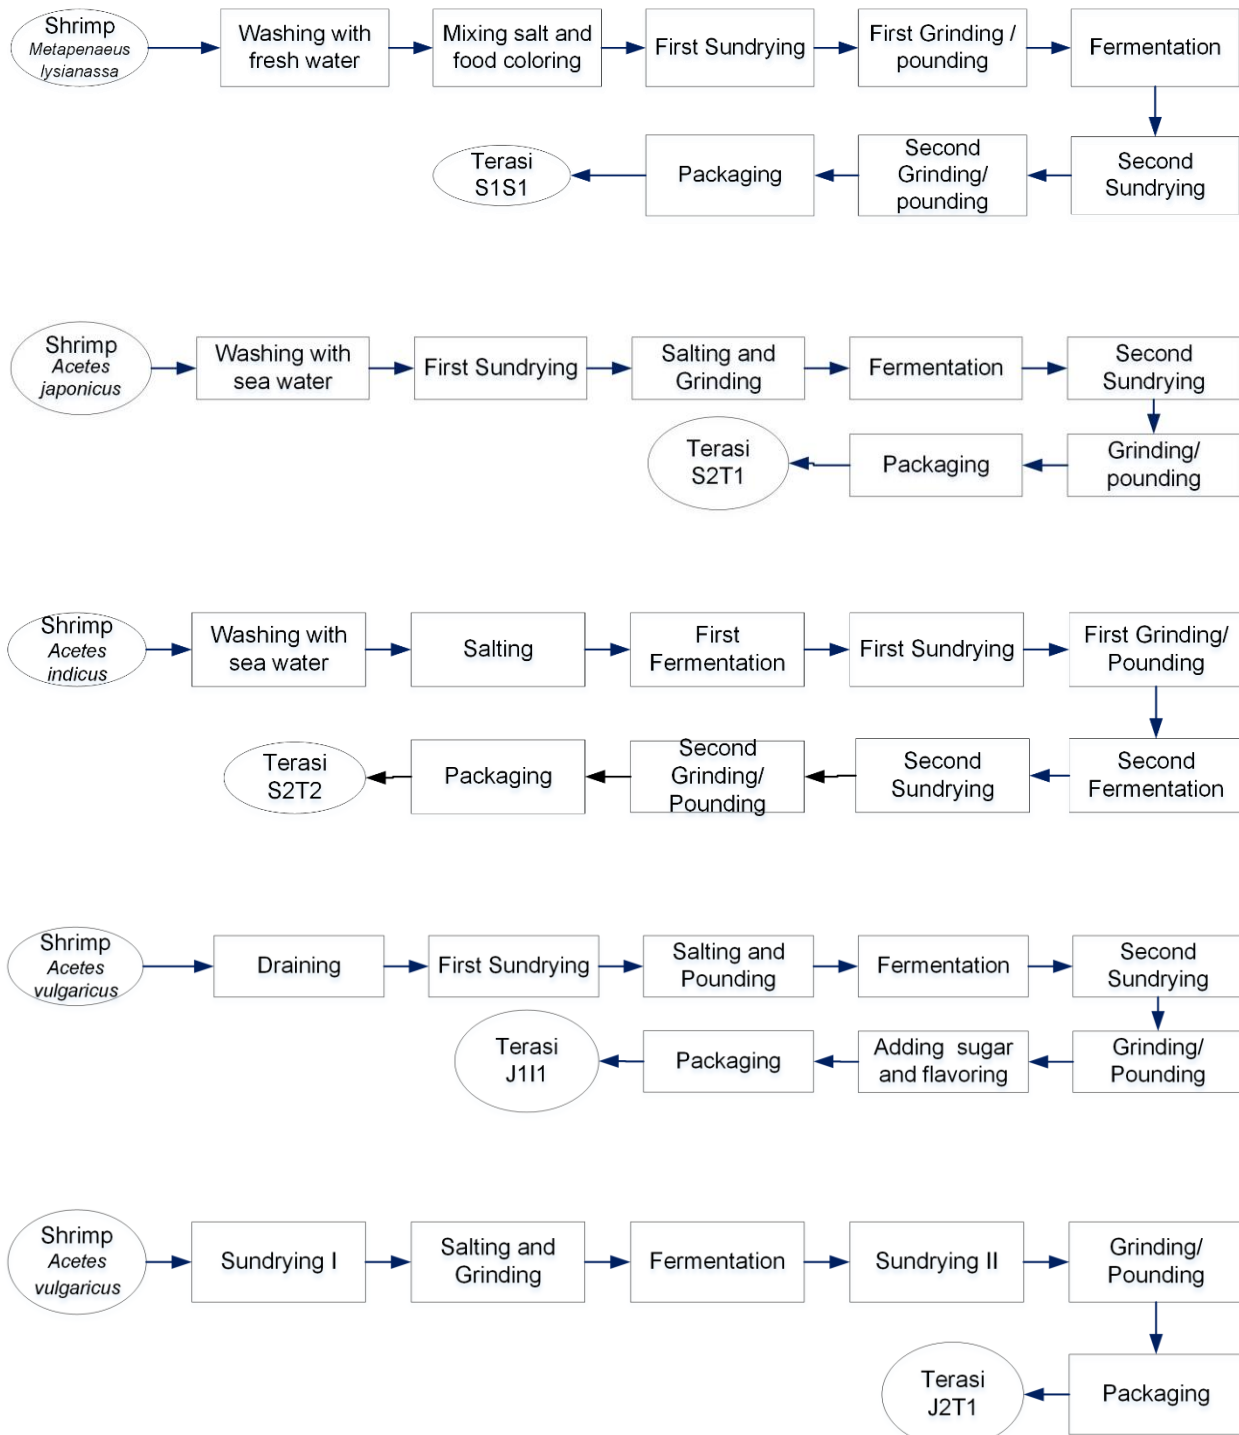 Shrimp
Metapenaeus
lysianassa
Washing with
fresh water
Mixing salt and
food coloring
First Sundrying
First Grinding /
pounding
Fermentation
Second
Sundrying
Second
Grinding/
pounding
Packaging
Terasi
S1S1
Shrimp
Acetes
japonicus
Washing with
sea water
First Sundrying
Salting and
Grinding
Fermentation
Second
Sundrying
Grinding/
pounding
Packaging
Terasi
S2T1
Shrimp
Acetes
indicus
Washing with
sea water
Salting
First
Fermentation
First Sundrying
First Grinding/
Pounding
Second
Fermentation
Second
Sundrying
Second
Grinding/
Pounding
Packaging
Terasi
S2T2
Shrimp
Acetes
vulgaricus
Draining
First Sundrying
Salting and
Pounding
Fermentation
Second
Sundrying
Grinding/
Pounding
Adding sugar
and flavoring
Packaging
Terasi
J1I1
Shrimp
Acetes
vulgaricus
Sundrying I
Salting and
Grinding
Fermentation
Sundrying II
Grinding/
Pounding
Packaging
Terasi
J2T1